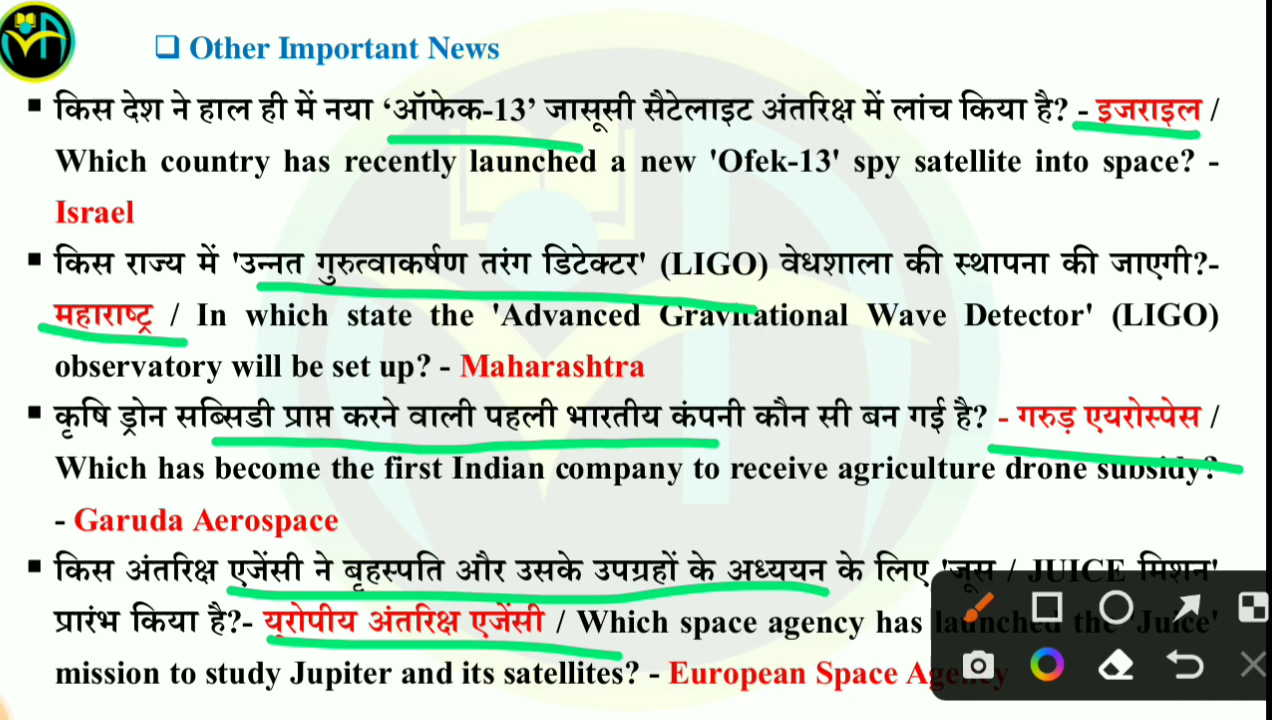 ❑ Other Important News
▪ किस देश ने हाल ही में नया ‘ऑफेक-13’ जासूसी सैटेलाइट अंतरिक्ष में लांच किया है? - इजराइल /
Which country has recently launched a new 'Ofek-13' spy satellite into space? -
Israel
▪ किस राज्य में 'उन्नत गुरुत्वाकर्षण तरंग डिटेक्टर' (LIGO) वेधशाला की स्थापना की जाएगी?-
महाराष्ट्र / In which state the 'Advanced Gravitational Wave Detector' (LIGO)
observatory will be set up? - Maharashtra
▪ कृषि ड्रोन सब्सिडी प्राप्त करने वाली पहली भारतीय कंपनी कौन सी बन गई है? - गरुड़ एयरोस्पेस /
Which has become the first Indian company to receive agriculture drone subsidy?
- Garuda Aerospace
▪ किस अंतरिक्ष एजेंसी ने बृहस्पति और उसके उपग्रहों के अध्ययन के लिए 'जूस / JUICE मिशन'
प्रारंभ किया है?- यूरोपीय अंतरिक्ष एजेंसी / Which space agency has launched the 'Juice'
mission to study Jupiter and its satellites? - European Space Agency